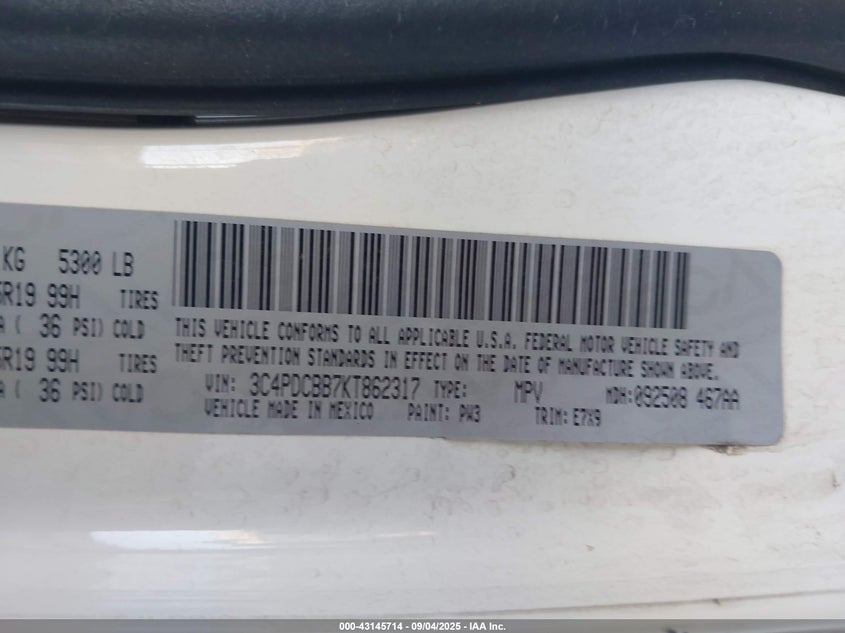 KG 5300 LB
5R19 99H TIRES
A ( 36 PSI) COLD
5R19 99H TIRES
A ( 36 PSI) COLD
THIS VEHICLE CONFORMS TO ALL APPLICABLE U.S.A. FEDERAL MOTOR VEHICLE SAFETY AND
THEFT PREVENTION STANDARDS IN EFFECT ON THE DATE OF MANUFACTURE SHOWN ABOVE.
VIN: 3C4PDCBB7KT862317 TYPE: MPV MDH:092508 467AA
VEHICLE MADE IN MEXICO PAINT: PW3 TRIM: E7X9
000-43145714 - 09/04/2025 - IAA Inc.